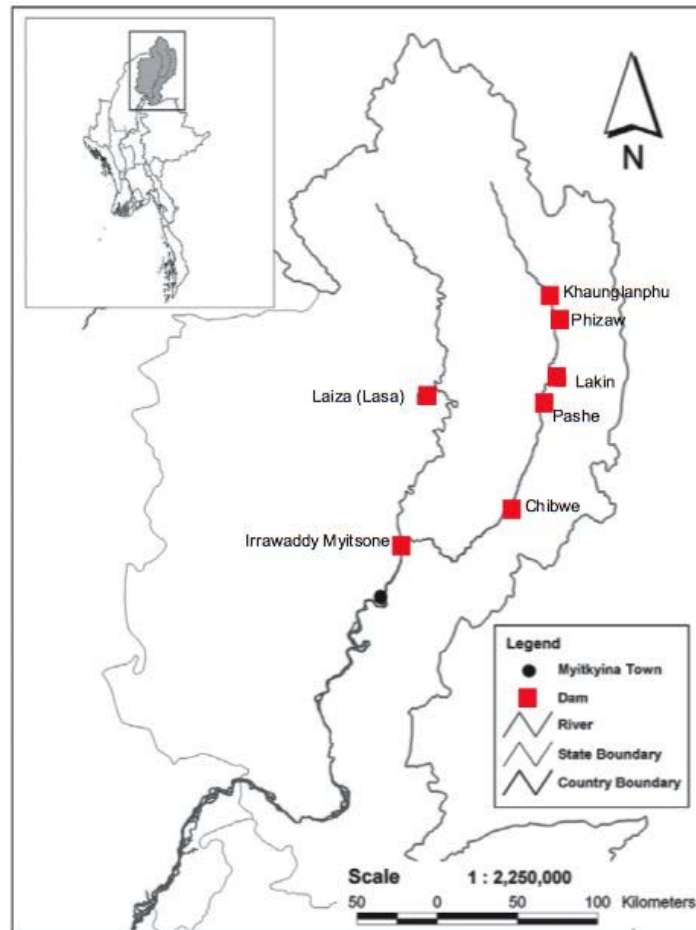 N
Khaunglanphu
Phizaw
Lakin
Laiza (Lasa)
Pashe
Chibwe
Irrawaddy Myitsone
Legend
Myitkyina Town
Dam
River
State Boundary
Country Boundary
Scale 1 : 2,250,000
50 0 50 100 Kilometers